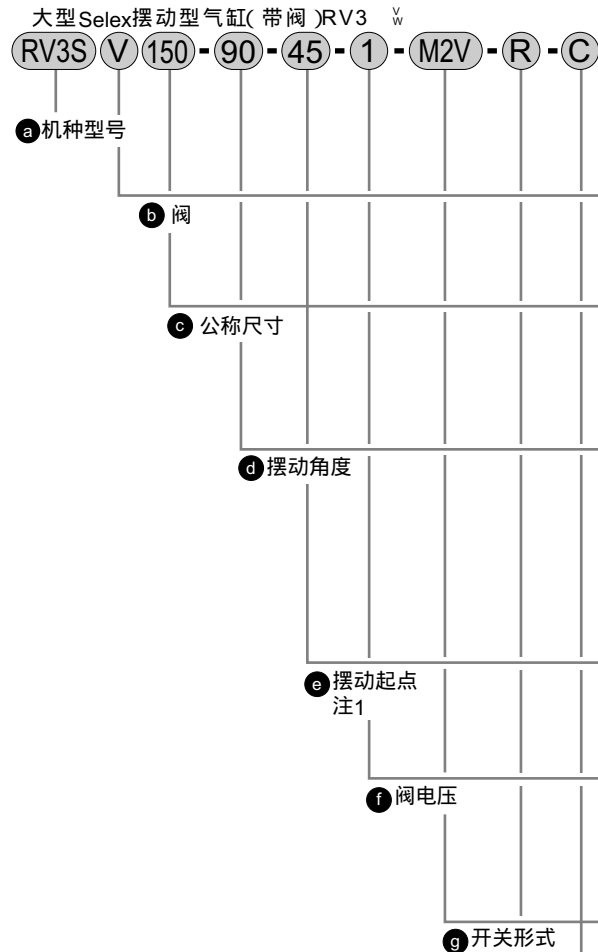 大型Selex摆动型气缸(带阀)RV3 V W
RV3S V 150 - 90 - 45 - 1 - M2V - R - C
a 机种型号
b 阀
c 公称尺寸
d 摆动角度
e 摆动起点
注1
f 阀电压
g 开关形式